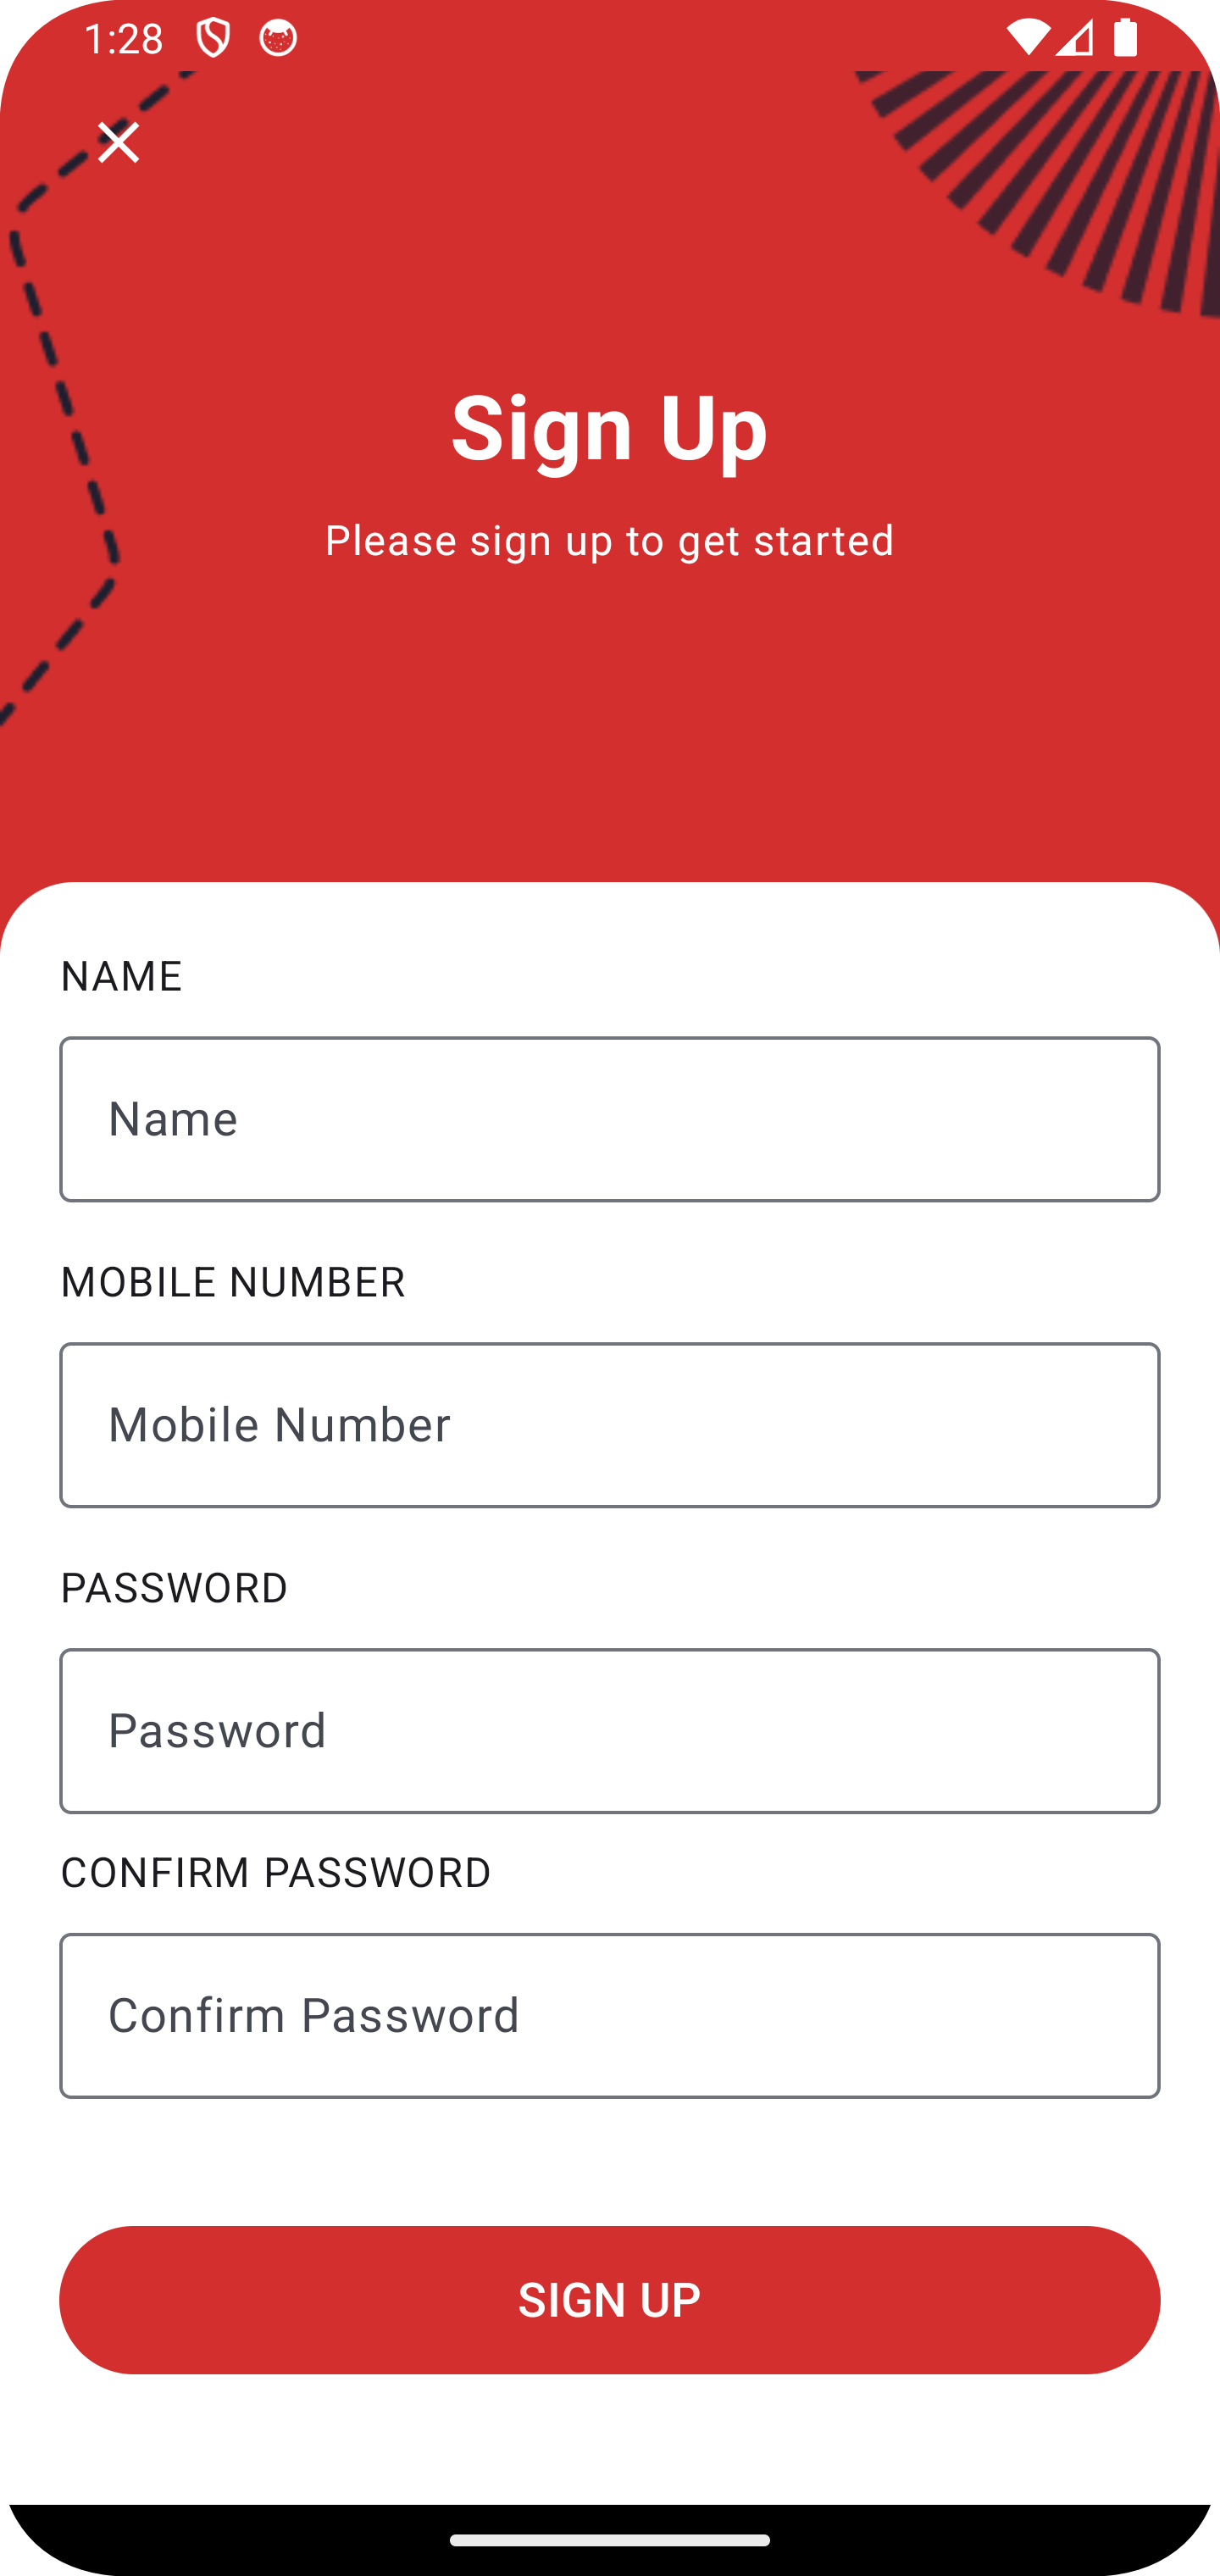 1:28
Sign Up
Please sign up to get started
NAME
Name
MOBILE NUMBER
Mobile Number
PASSWORD
Password
CONFIRM PASSWORD
Confirm Password
SIGN UP